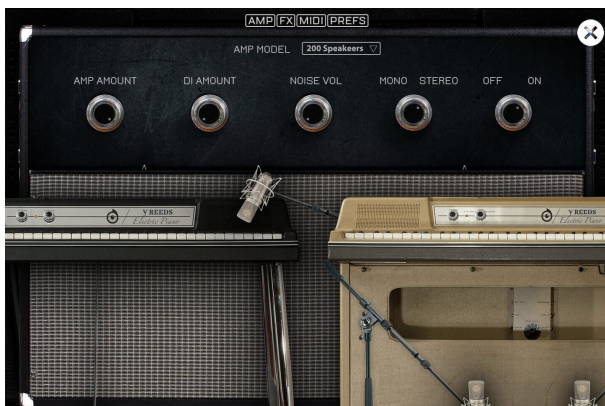 AMP FX MIDI PREFS
AMP MODEL 200 Speakeers
AMP AMOUNT DI AMOUNT NOISE VOL MONO STEREO OFF ON
V REEDS
Electric Piano
V REEDS
Electric Piano